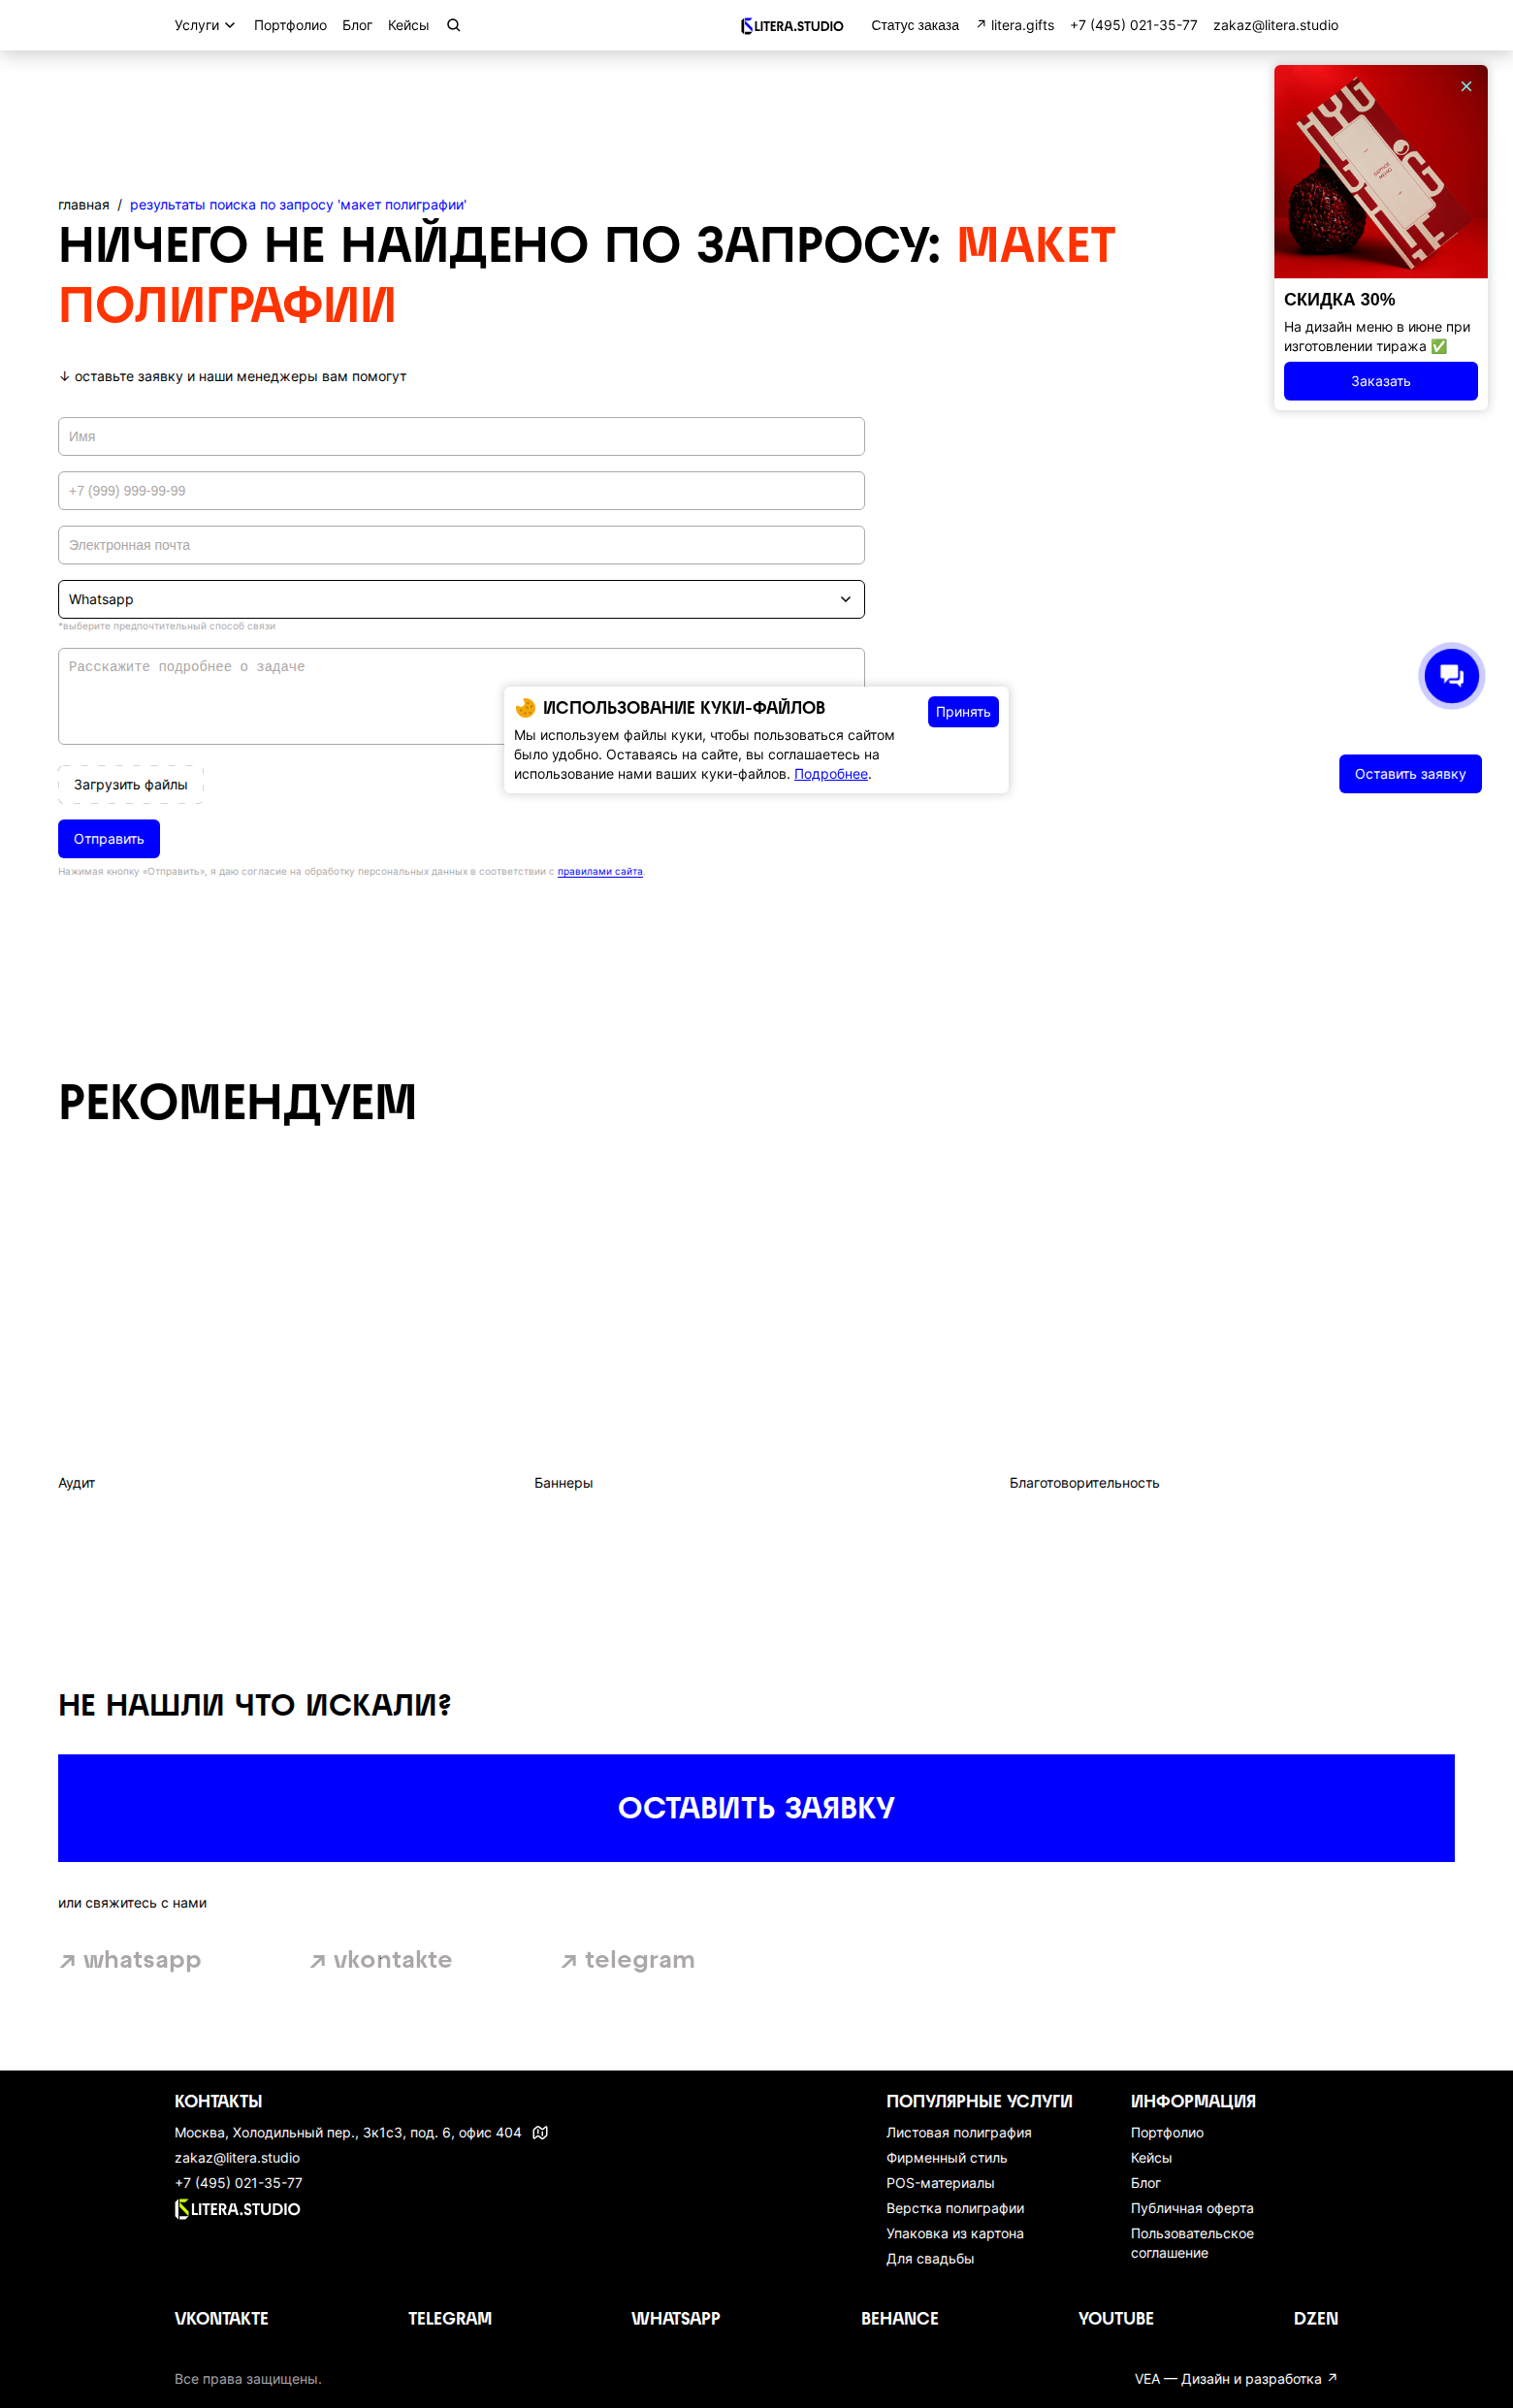 Услуги Портфолио Блог Кейсы LITERA.STUDIO Статус заказа ↗ litera.gifts +7 (495) 021-35-77 zakaz@litera.studio
главная / результаты поиска по запросу 'макет полиграфии'
НИЧЕГО НЕ НАЙДЕНО ПО ЗАПРОСУ: МАКЕТ
ПОЛИГРАФИИ
СКИДКА 30%
На дизайн меню в июне при
изготовлении тиража ✅
Заказать
↓ оставьте заявку и наши менеджеры вам помогут
Имя
+7 (999) 999-99-99
Электронная почта
Whatsapp
*выберите предпочтительный способ связи
Расскажите подробнее о задаче
🍪 ИСПОЛЬЗОВАНИЕ КУКИ-ФАЙЛОВ
Принять
Мы используем файлы куки, чтобы пользоваться сайтом
было удобно. Оставаясь на сайте, вы соглашаетесь на
использование нами ваших куки-файлов. Подробнее.
Загрузить файлы
Оставить заявку
Отправить
Нажимая кнопку «Отправить», я даю согласие на обработку персональных данных в соответствии с правилами сайта.
РЕКОМЕНДУЕМ
Аудит
Баннеры
Благотоворительность
НЕ НАШЛИ ЧТО ИСКАЛИ?
ОСТАВИТЬ ЗАЯВКУ
или свяжитесь с нами
↗ whatsapp
↗ vkontakte
↗ telegram
КОНТАКТЫ
Москва, Холодильный пер., 3к1с3, под. 6, офис 404
zakaz@litera.studio
+7 (495) 021-35-77
LITERA.STUDIO
ПОПУЛЯРНЫЕ УСЛУГИ
Листовая полиграфия
Фирменный стиль
POS-материалы
Верстка полиграфии
Упаковка из картона
Для свадьбы
ИНФОРМАЦИЯ
Портфолио
Кейсы
Блог
Публичная оферта
Пользовательское
соглашение
VKONTAKTE TELEGRAM WHATSAPP BEHANCE YOUTUBE DZEN
Все права защищены.
VEA — Дизайн и разработка ↗